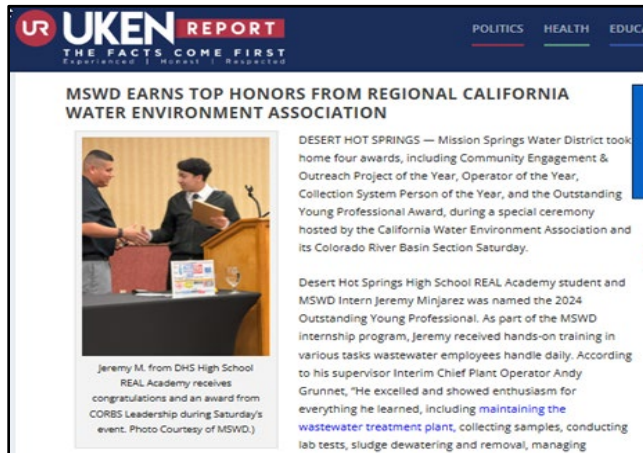 UR UKEN REPORT
THE FACTS COME FIRST
Experienced | Honest | Respected
POLITICS HEALTH EDUCA
MSWD EARNS TOP HONORS FROM REGIONAL CALIFORNIA
WATER ENVIRONMENT ASSOCIATION
Jeremy M. from DHS High School
REAL Academy receives
congratulations and an award from
CORBS Leadership during Saturday's
event. Photo Courtesy of MSWD.)
DESERT HOT SPRINGS — Mission Springs Water District took
home four awards, including Community Engagement &
Outreach Project of the Year, Operator of the Year,
Collection System Person of the Year, and the Outstanding
Young Professional Award, during a special ceremony
hosted by the California Water Environment Association and
its Colorado River Basin Section Saturday.
Desert Hot Springs High School REAL Academy student and
MSWD Intern Jeremy Minjarez was named the 2024
Outstanding Young Professional. As part of the MSWD
internship program, Jeremy received hands-on training in
various tasks wastewater employees handle daily. According
to his supervisor Interim Chief Plant Operator Andy
Grunnet, "He excelled and showed enthusiasm for
everything he learned, including maintaining the
wastewater treatment plant, collecting samples, conducting
lab tests, sludge dewatering and removal, managing